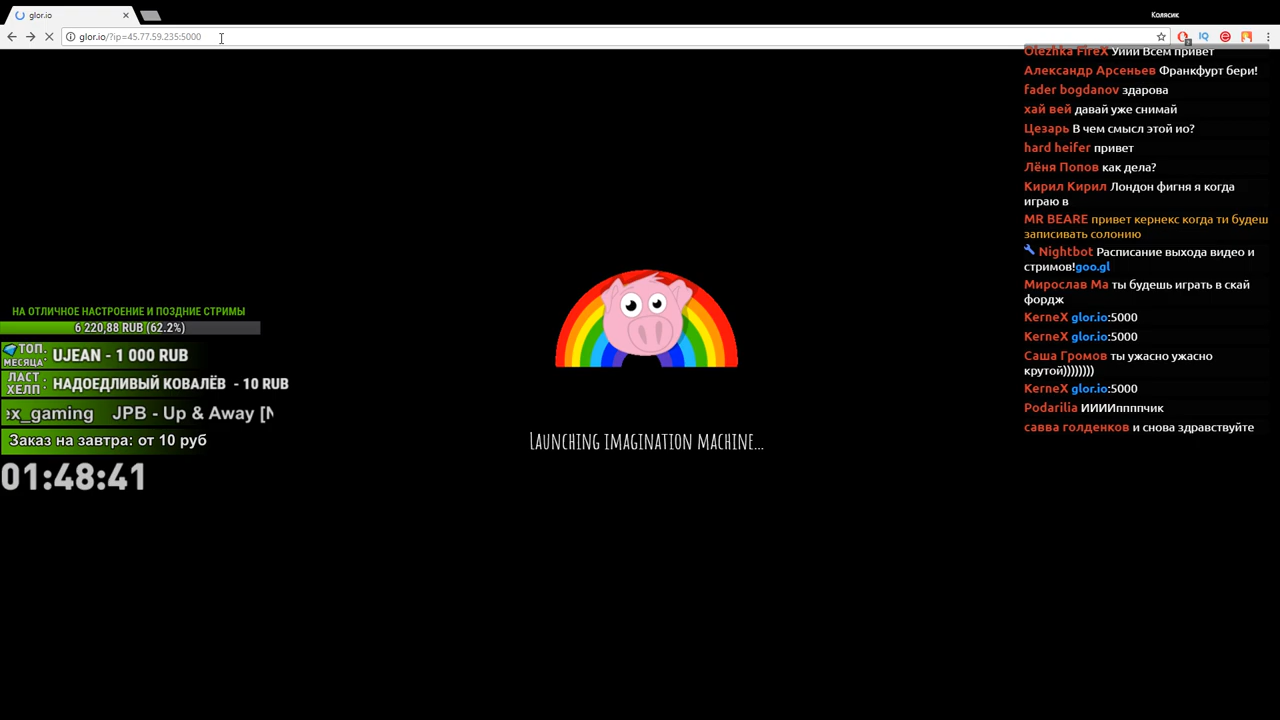 glor.io
Колясик
glor.io/?ip=45.77.59.235:5000
Olezhka FireX Уиии Всем привет
Александр Арсеньев Франкфурт бери!
fader bogdanov здарова
хай вей давай уже снимай
Цезарь В чем смысл этой ио?
hard heifer привет
Лёня Попов как дела?
Кирил Кирил Лондон фигня я когда
играю в
MR BEARE привет кернекс когда ти будеш
записывать солонию
Nightbot Расписание выхода видео и
стримов!goo.gl
Мирослав Ма ты будешь играть в скай
фордж
KerneX glor.io:5000
KerneX glor.io:5000
Саша Громов ты ужасно ужасно
крутой))))))))
KerneX glor.io:5000
Podarilia ИИИИппппчик
савва голденков и снова здравствуйте
НА ОТЛИЧНОЕ НАСТРОЕНИЕ И ПОЗДНИЕ СТРИМЫ
6 220,88 RUB (62.2%)
ТОП МЕСЯЦА: UJEAN - 1 000 RUB
ЛАСТ ХЕЛП : НАДОЕДЛИВЫЙ КОВАЛЁВ - 10 RUB
ex_gaming JPB - Up & Away [N
Заказ на завтра: от 10 руб
01:48:41
Launching imagination machine...